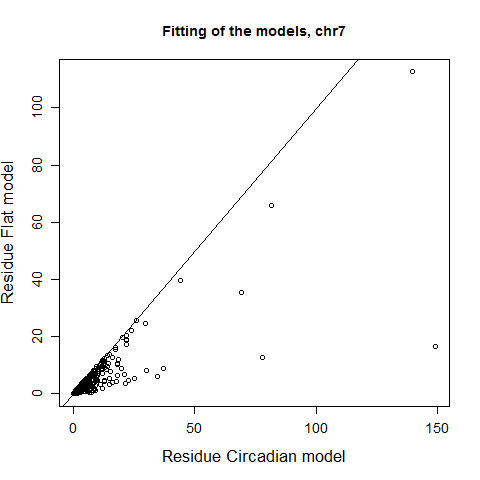 Fitting of the models, chr7
Residue Flat model
100
80
60
40
20
0
0 50 100 150
Residue Circadian model